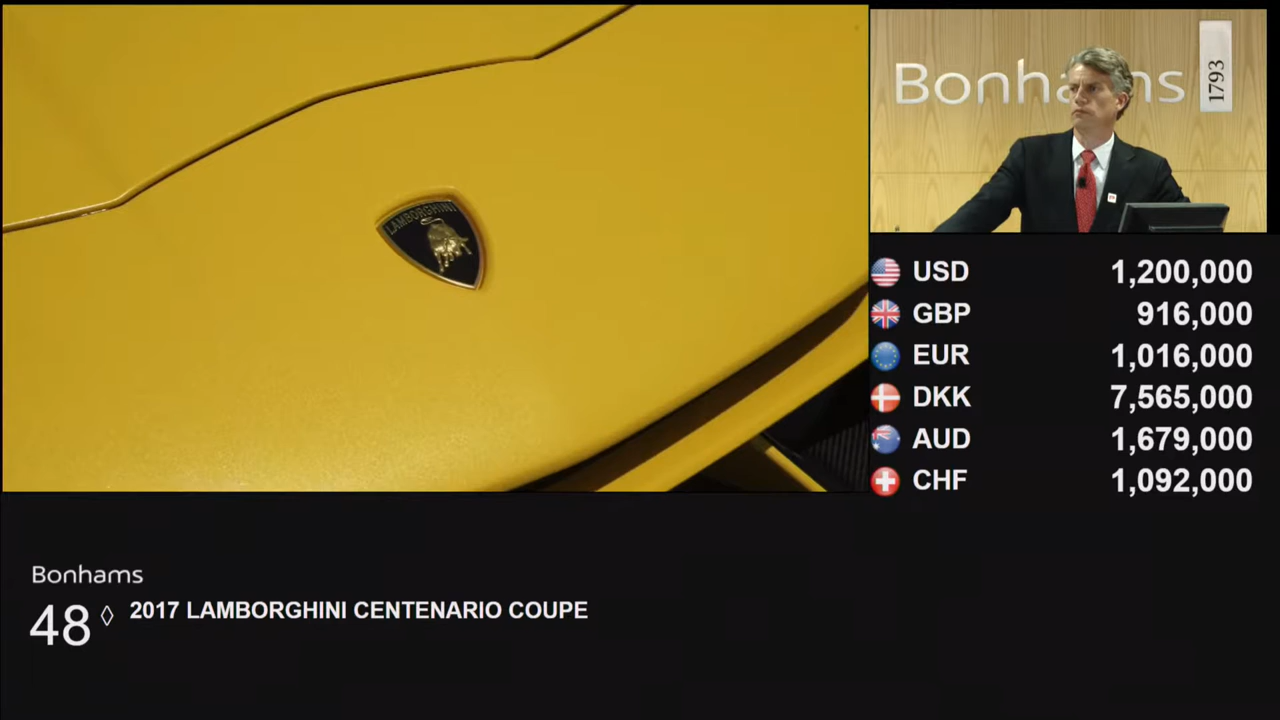 LAMBORGHINI
Bonhams
1793
USD 1,200,000
GBP 916,000
EUR 1,016,000
DKK 7,565,000
AUD 1,679,000
CHF 1,092,000
Bonhams
48 ◊ 2017 LAMBORGHINI CENTENARIO COUPE